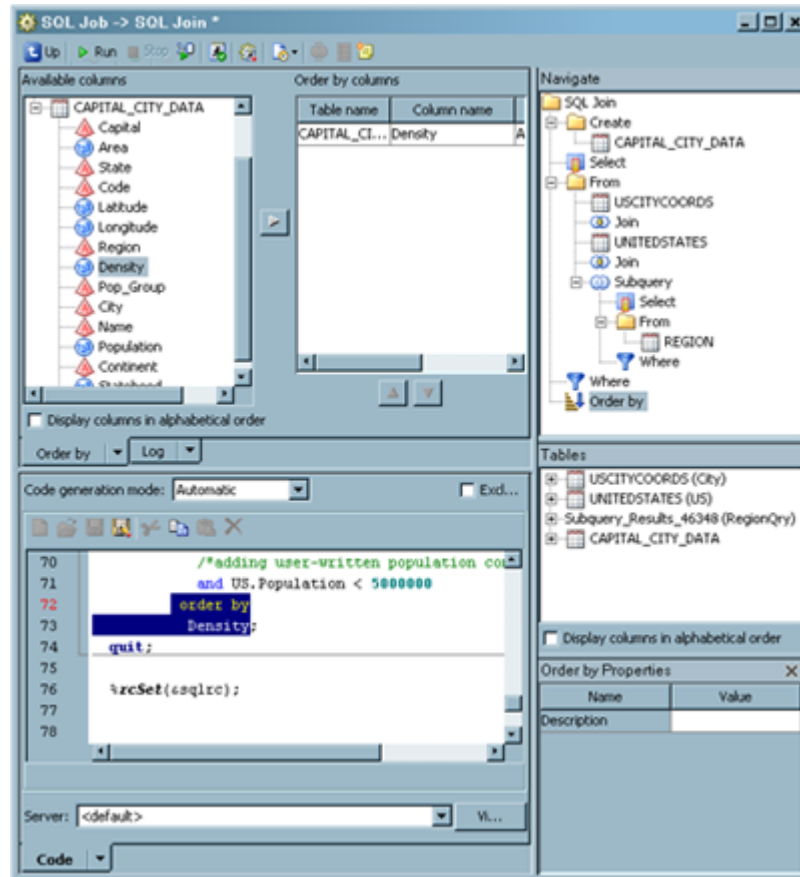 SQL Job -> SQL Join *
Up Run Stop
Available columns
CAPITAL_CITY_DATA
Capital
Area
State
Code
Latitude
Longitude
Region
Density
Pop_Group
City
Name
Population
Continent
Display columns in alphabetical order
Order by columns
Table name Column name
CAPITAL_CI... Density A
Order by Log
Navigate
SQL Join
Create
CAPITAL_CITY_DATA
Select
From
USCITYCOORDS
Join
UNITEDSTATES
Join
Subquery
Select
From
REGION
Where
Where
Order by
Code generation mode: Automatic Excl...
70 /*adding user-written population co
71 and US.Population < 5000000
72 order by
73 Density;
74 quit;
75
76 %rcSet(&sqlrc);
77
78
Server: <default> Vi...
Code
Tables
USCITYCOORDS (City)
UNITEDSTATES (US)
Subquery_Results_46348 (RegionQry)
CAPITAL_CITY_DATA
Display columns in alphabetical order
Order by Properties
Name Value
Description